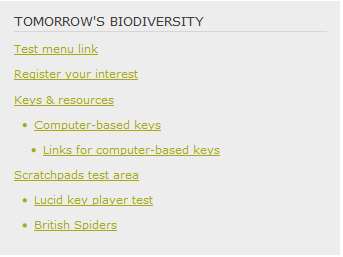 TOMORROW'S BIODIVERSITY
Test menu link
Register your interest
Keys & resources
Computer-based keys
Links for computer-based keys
Scratchpads test area
Lucid key player test
British Spiders